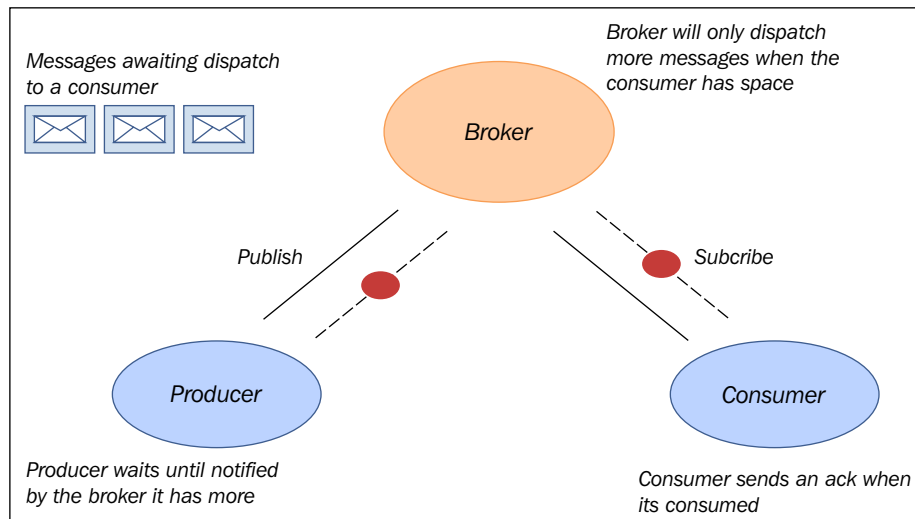 Messages awaiting dispatch
to a consumer
Broker will only dispatch
more messages when the
consumer has space
Broker
Publish
Subcribe
Producer
Consumer
Producer waits until notified
by the broker it has more
Consumer sends an ack when
its consumed